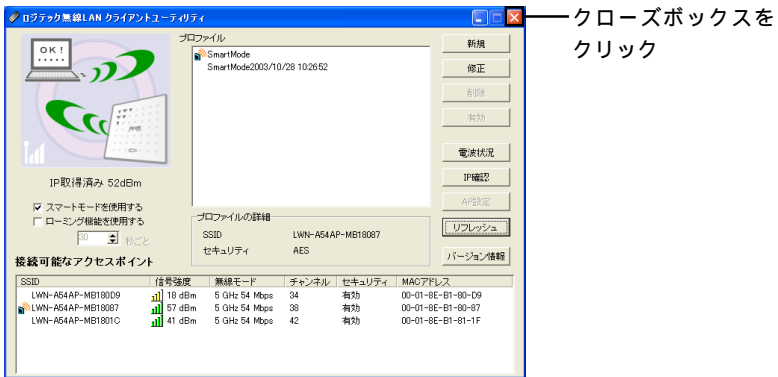 ロジテック無線LAN クライアントユーティリティ
クローズボックスを
クリック
プロファイル
OK!
SmartMode
SmartMode2003/10/28 10:26:52
新規
修正
削除
有効
電波状況
IP確認
AP設定
リフレッシュ
バージョン情報
IP取得済み 52dBm
スマートモードを使用する
ローミング機能を使用する
30 秒ごと
プロファイルの詳細
SSID LWN-A54AP-MB18087
セキュリティ AES
接続可能なアクセスポイント
SSID 信号強度 無線モード チャンネル セキュリティ MACアドレス
LWN-A54AP-MB180D9 18 dBm 5 GHz 54 Mbps 34 有効 00-01-8E-B1-80-D9
LWN-A54AP-MB18087 57 dBm 5 GHz 54 Mbps 38 有効 00-01-8E-B1-80-87
LWN-A54AP-MB1801C 41 dBm 5 GHz 54 Mbps 42 有効 00-01-8E-B1-81-1F